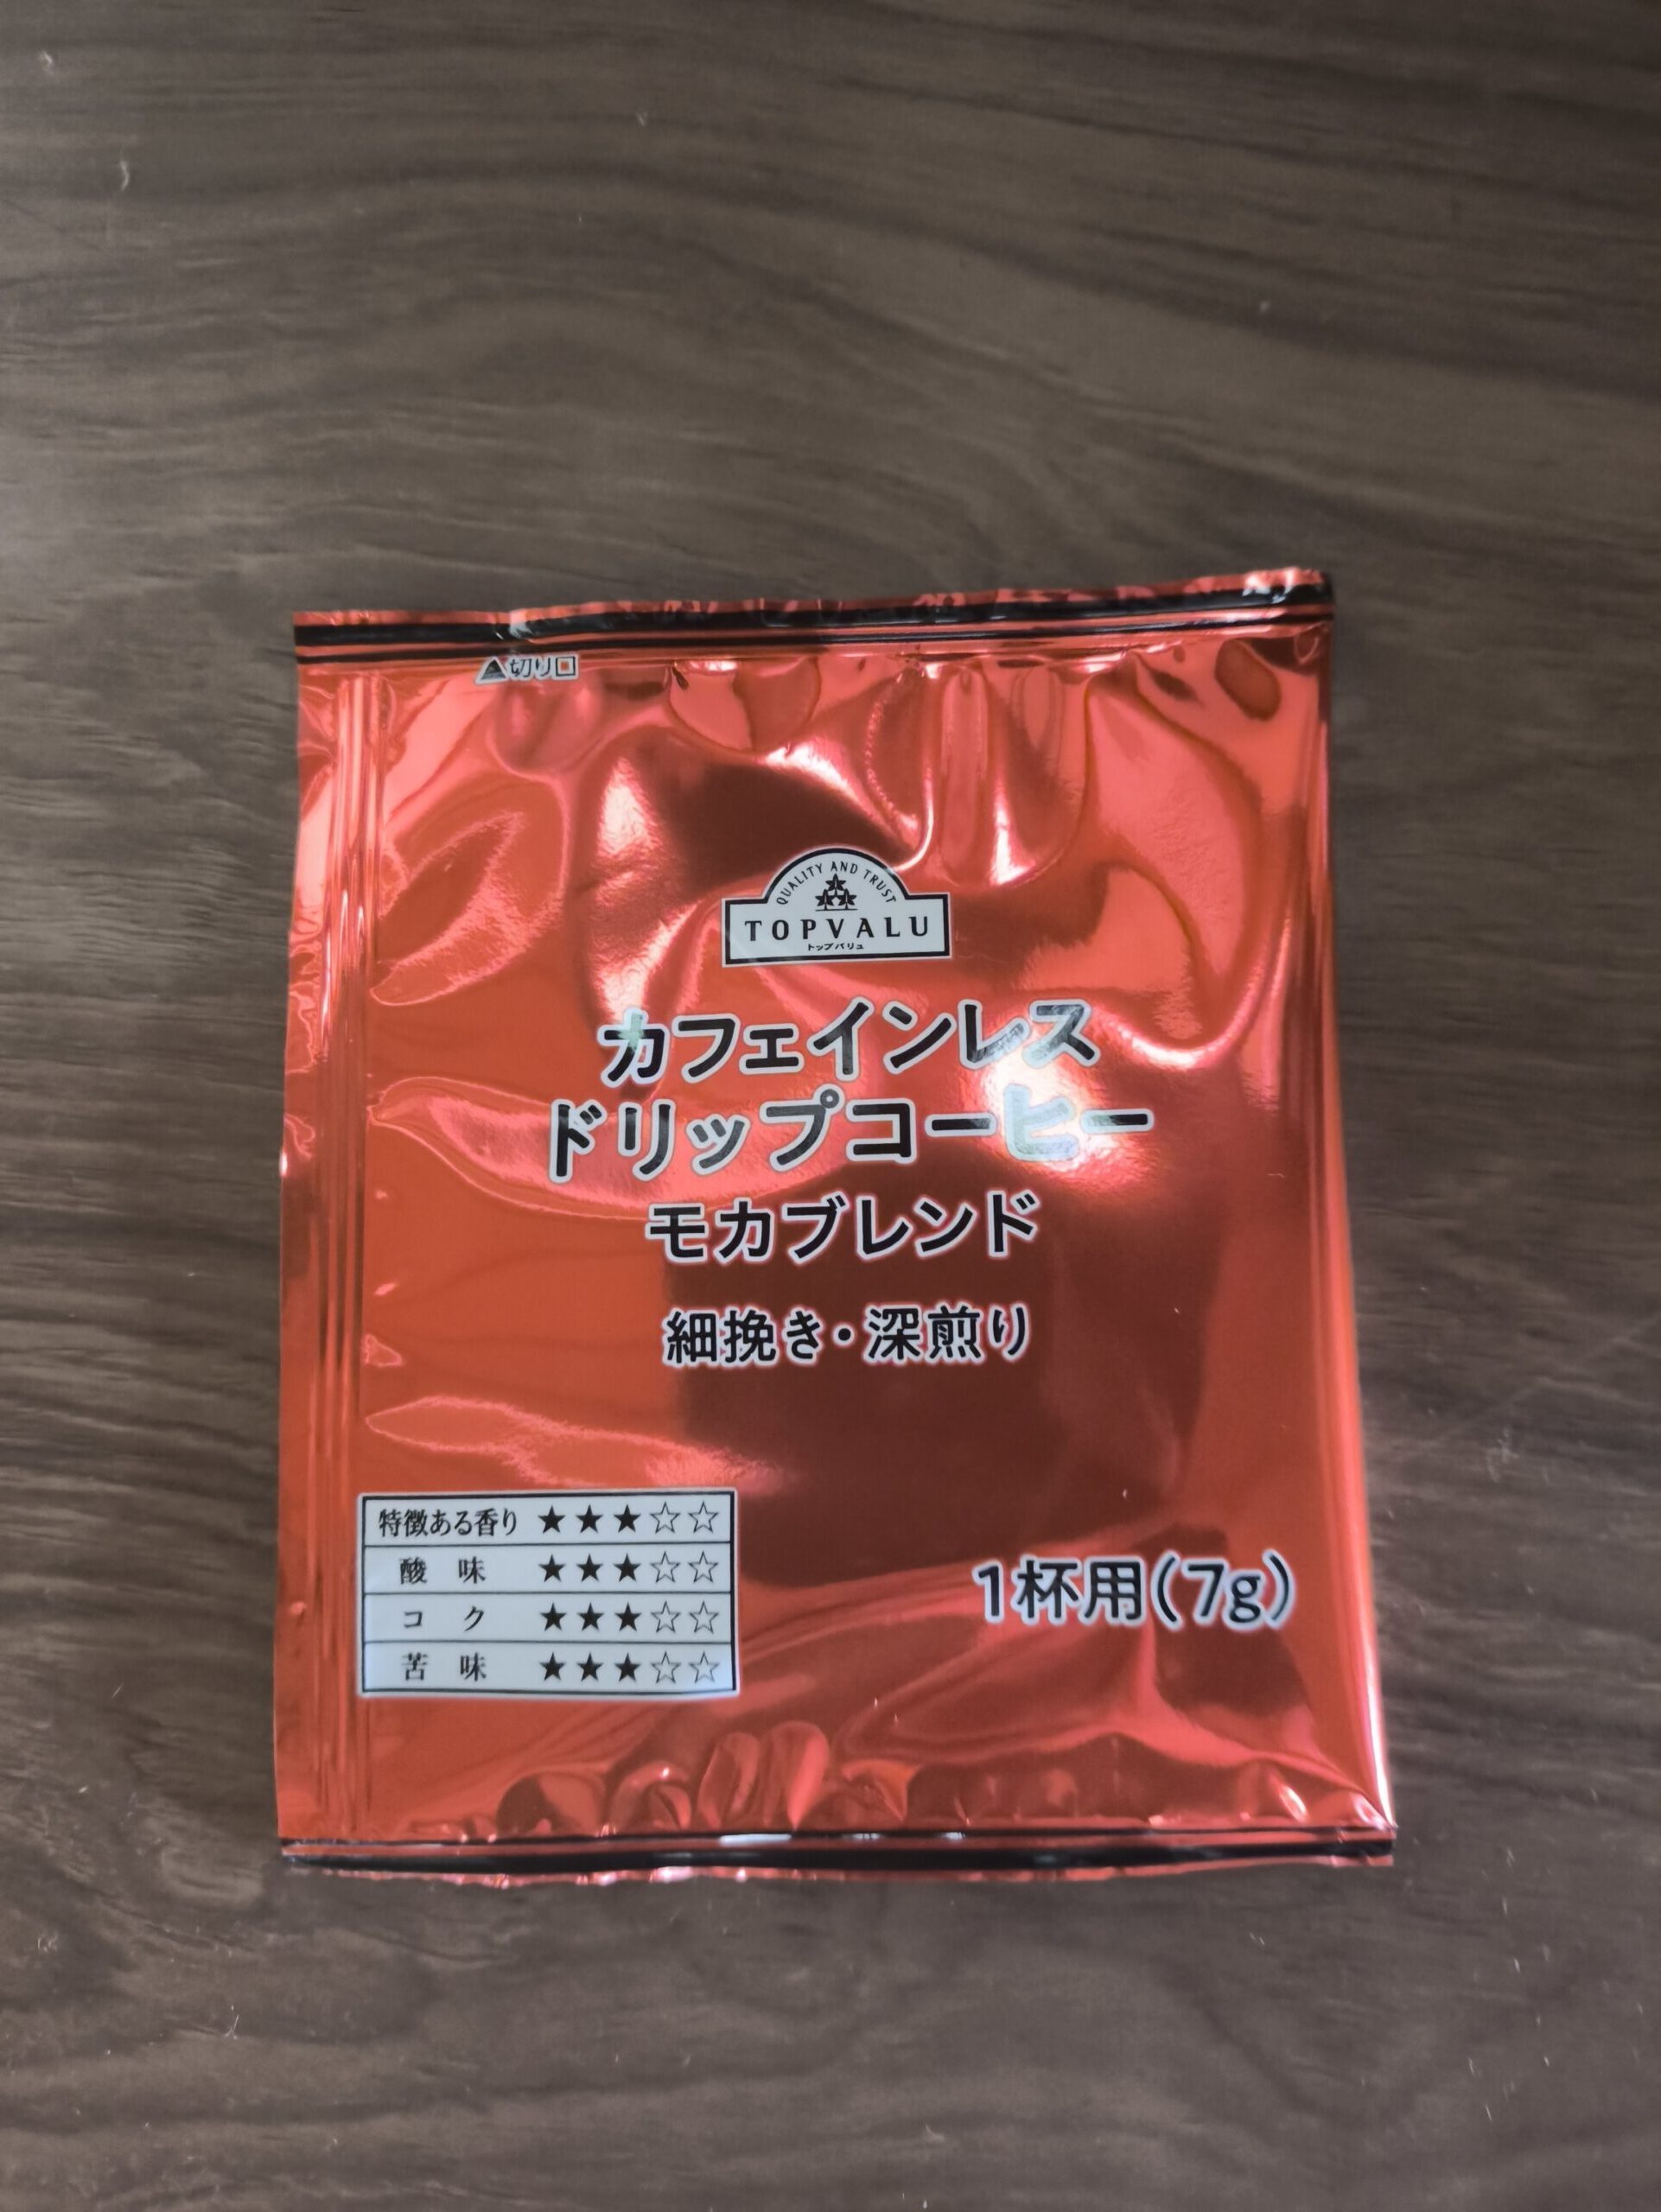 ▲切り口
QUALITY AND TRUST
TOPVALU
トップバリュ
カフェインレス
ドリップコーヒー
モカブレンド
細挽き・深煎り
特徴ある香り ★★★☆☆
酸 味 ★★★☆☆
コ ク ★★★☆☆
苦 味 ★★★☆☆
1杯用(7g)